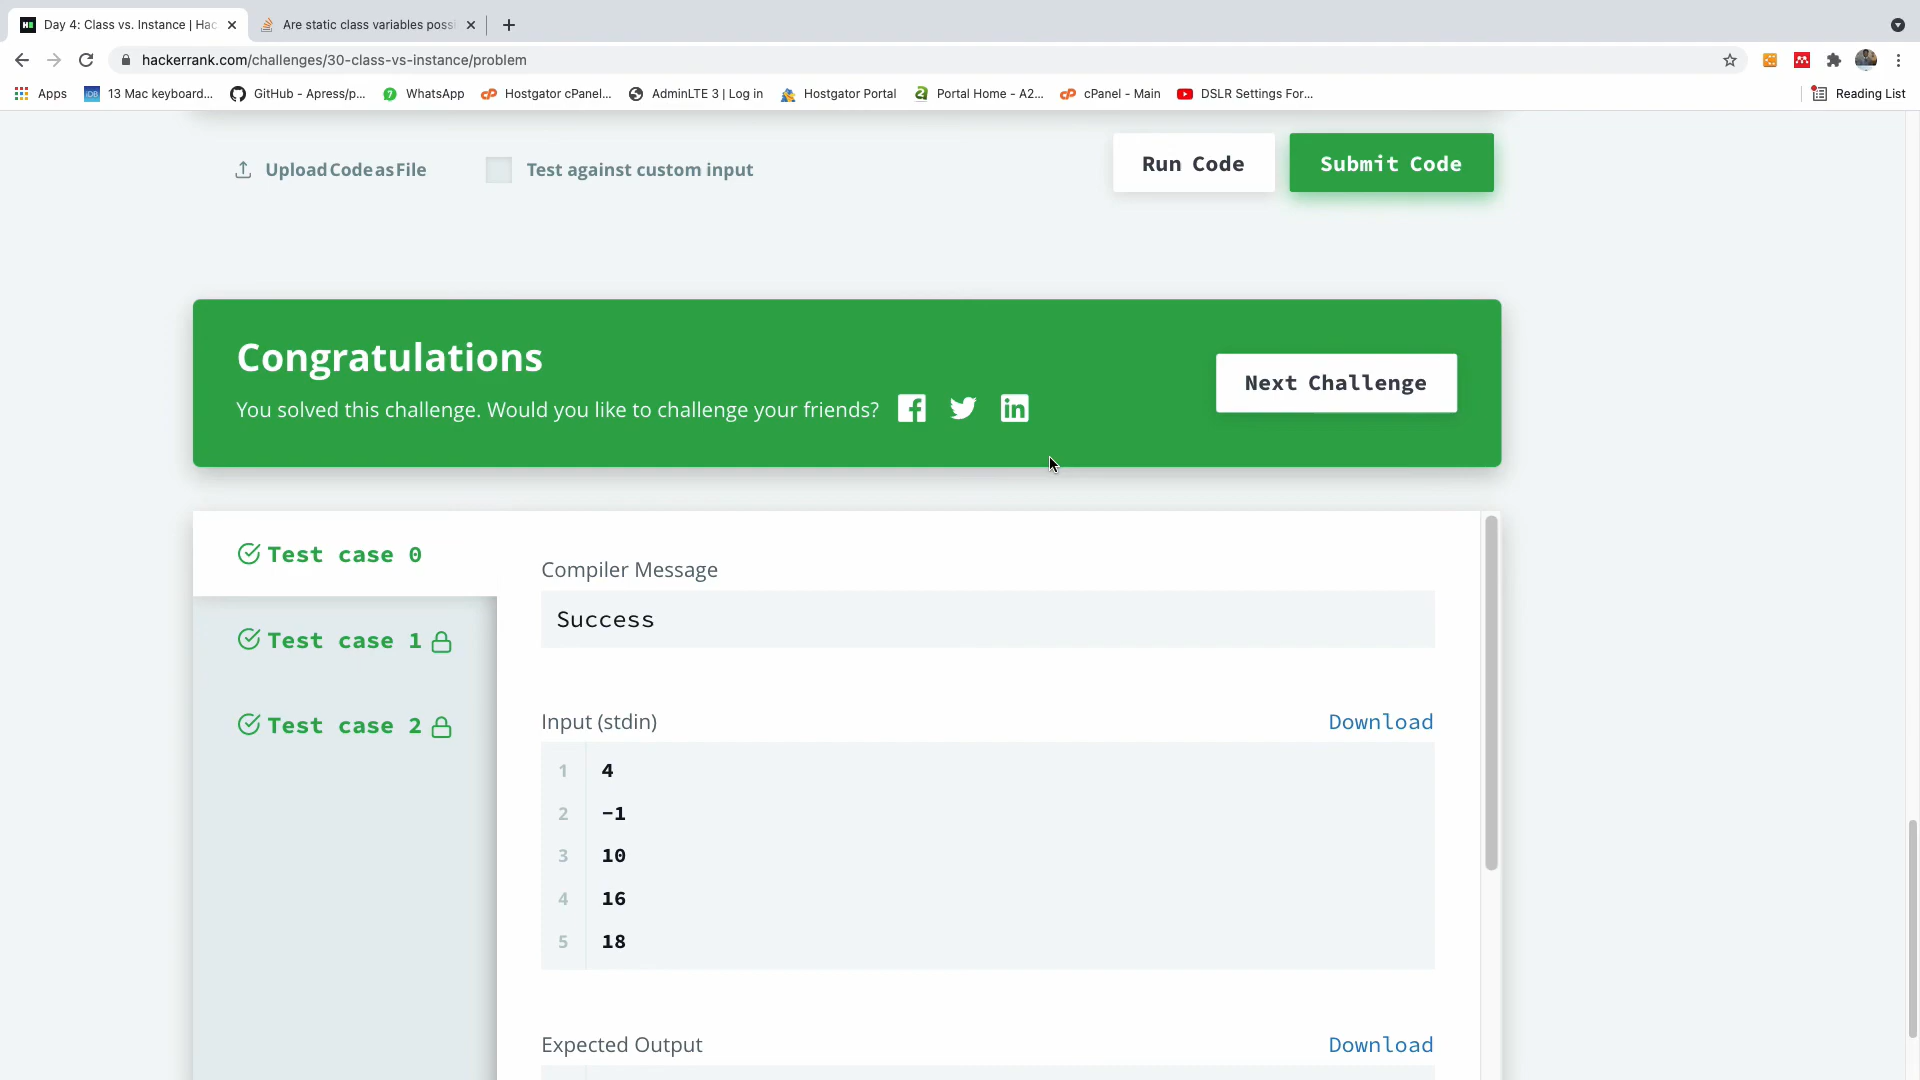 Day 4: Class vs. Instance | Hac
Are static class variables possi
hackerrank.com/challenges/30-class-vs-instance/problem
Apps
13 Mac keyboard...
GitHub - Apress/p...
WhatsApp
Hostgator cPanel...
AdminLTE 3 | Log in
Hostgator Portal
Portal Home - A2...
cPanel - Main
DSLR Settings For...
Reading List
Upload Code as File
Test against custom input
Run Code
Submit Code
Congratulations
You solved this challenge. Would you like to challenge your friends?
Next Challenge
Test case 0
Test case 1
Test case 2
Compiler Message
Success
Input (stdin)
Download
1 4
2 -1
3 10
4 16
5 18
Expected Output
Download